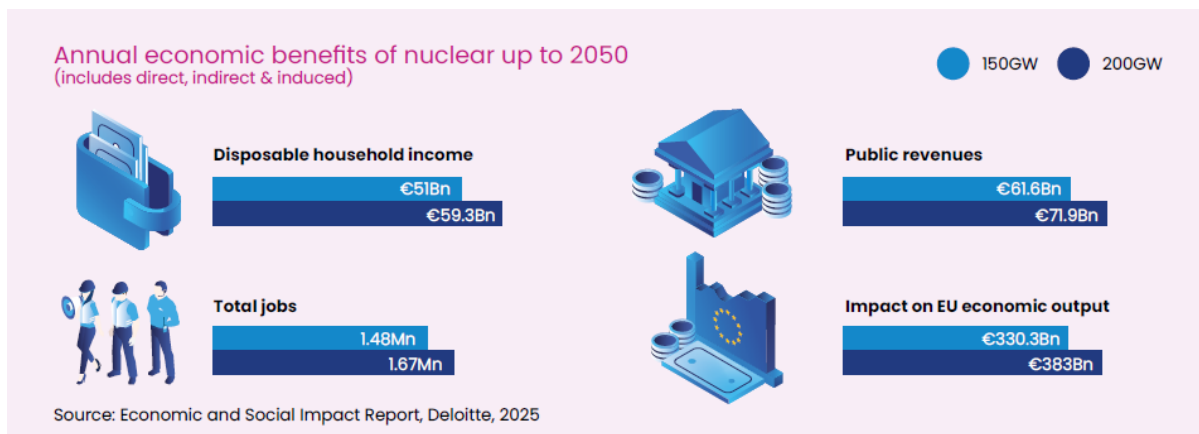 Annual economic benefits of nuclear up to 2050
(includes direct, indirect & induced)
150GW
200GW
Disposable household income
€51Bn
€59.3Bn
Public revenues
€61.6Bn
€71.9Bn
Total jobs
1.48Mn
1.67Mn
Impact on EU economic output
€330.3Bn
€383Bn
Source: Economic and Social Impact Report, Deloitte, 2025